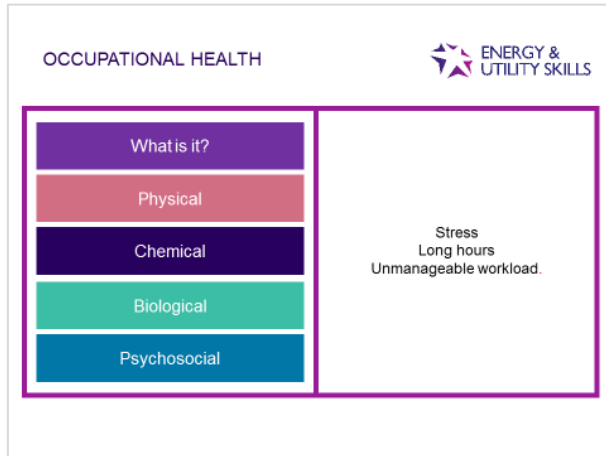 OCCUPATIONAL HEALTH
ENERGY &
UTILITY SKILLS
What is it?
Physical
Chemical
Biological
Psychosocial
Stress
Long hours
Unmanageable workload.